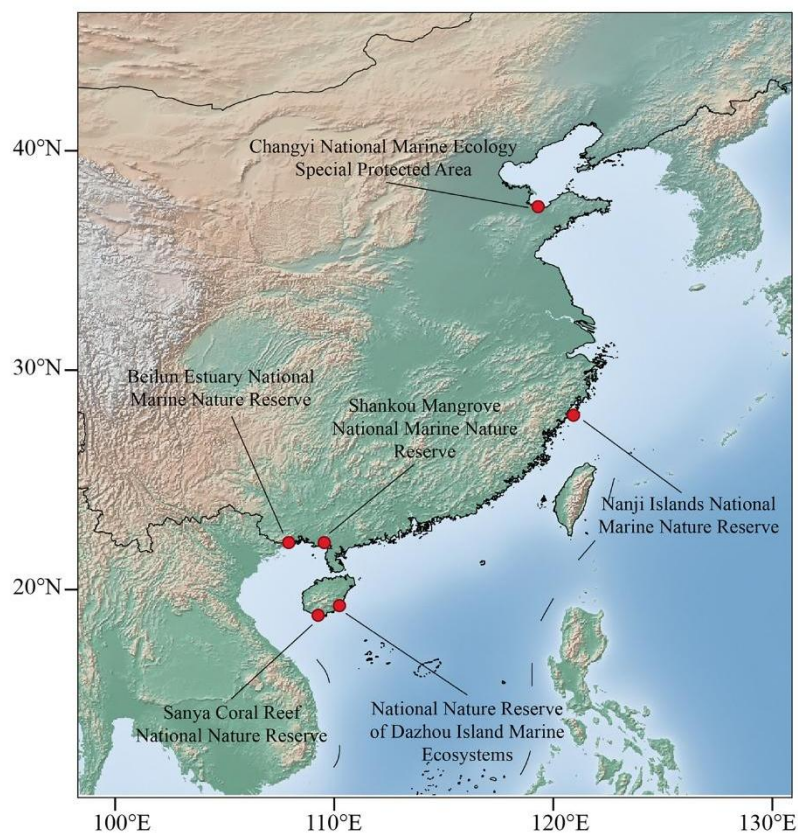 40°N
30°N
20°N
Changyi National Marine Ecology
Special Protected Area
Beilun Estuary National
Marine Nature Reserve
Shankou Mangrove
National Marine Nature
Reserve
Nanji Islands National
Marine Nature Reserve
Sanya Coral Reef
National Nature Reserve
National Nature Reserve
of Dazhou Island Marine
Ecosystems
100°E
110°E
120°E
130°E